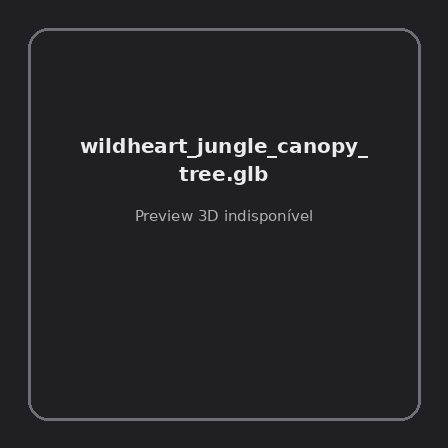 wildheart_jungle_canopy_
tree.glb
Preview 3D indisponível